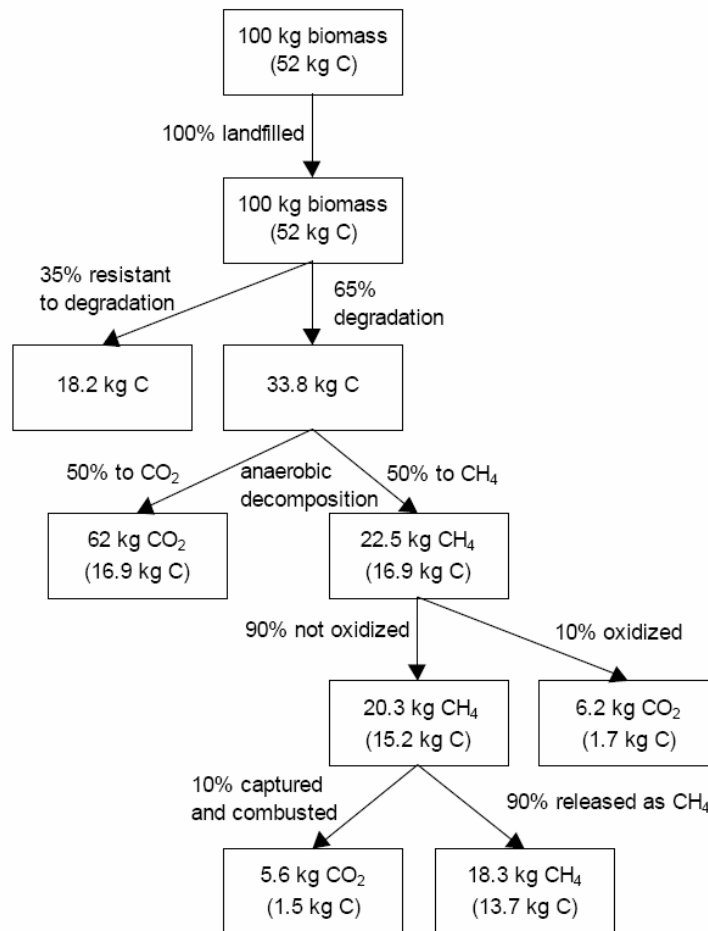 100 kg biomass
(52 kg C)
100% landfilled
100 kg biomass
(52 kg C)
35% resistant
to degradation
65%
degradation
18.2 kg C
33.8 kg C
50% to CO₂
anaerobic
decomposition
50% to CH₄
62 kg CO₂
(16.9 kg C)
22.5 kg CH₄
(16.9 kg C)
90% not oxidized
10% oxidized
20.3 kg CH₄
(15.2 kg C)
6.2 kg CO₂
(1.7 kg C)
10% captured
and combusted
90% released as CH₄
5.6 kg CO₂
(1.5 kg C)
18.3 kg CH₄
(13.7 kg C)